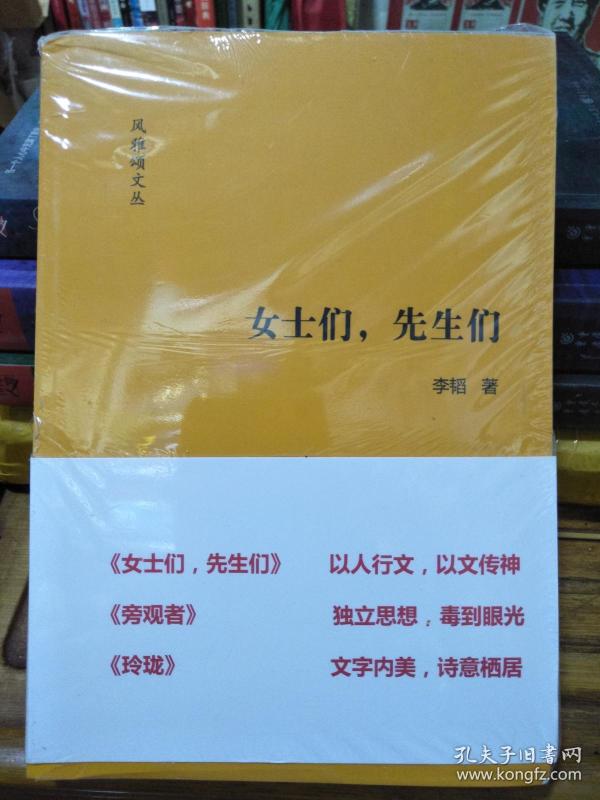 风雅颂文丛
女士们，先生们
李韬 著
《女士们，先生们》 以人行文，以文传神
《旁观者》 独立思想，毒到眼光
《玲珑》 文字内美，诗意栖居
孔夫子旧书网
www.kongfz.com